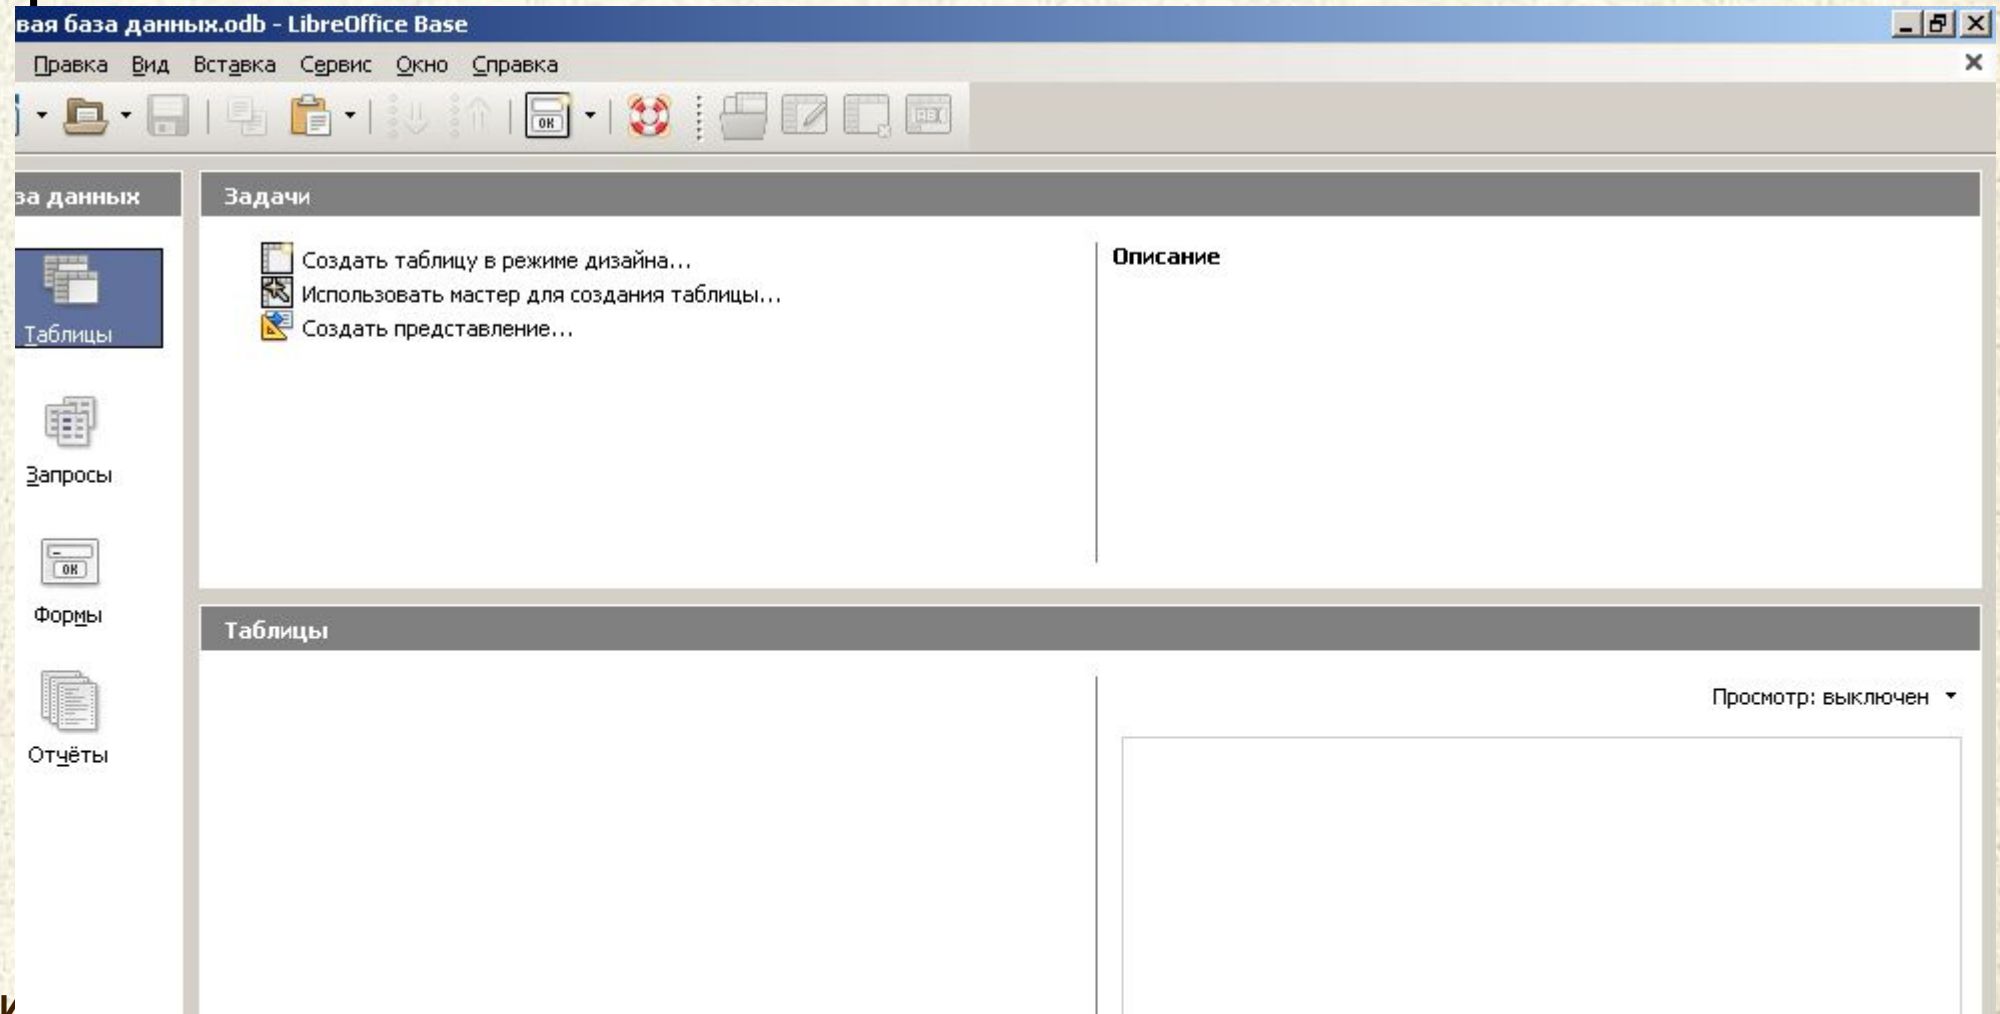 вая база данных.odb - LibreOffice Base
Правка Вид Вставка Сервис Окно Справка
за данных
Задачи
Создать таблицу в режиме дизайна...
Использовать мастер для создания таблицы...
Создать представление...
Описание
Таблицы
Запросы
Формы
Отчёты
Таблицы
Просмотр: выключен